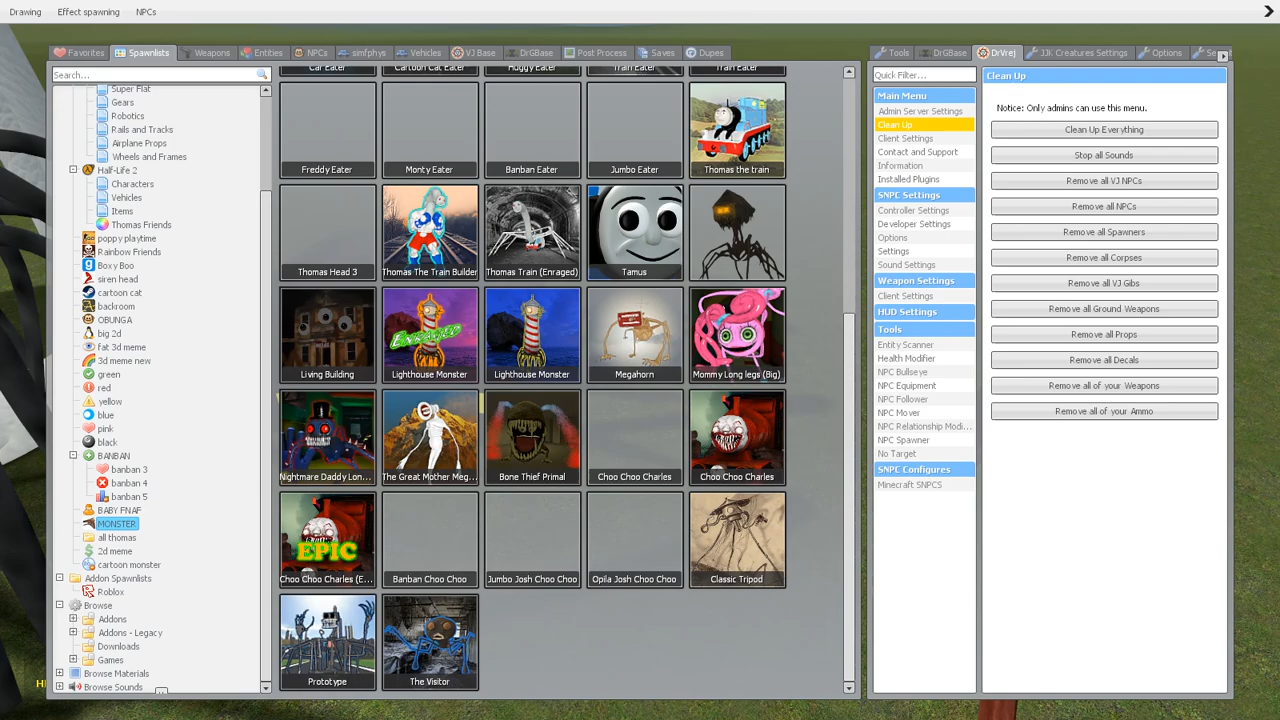 Drawing
Effect spawning
NPCs
Favorites
Spawnlists
Weapons
Entities
NPCs
simfphys
Vehicles
VJ Base
DrGBase
Post Process
Saves
Dupes
Tools
DrGBase
DrVrej
JJK Creatures Settings
Options
Search...
Super Flat
Gears
Robotics
Rails and Tracks
Airplane Props
Wheels and Frames
Half-Life 2
Characters
Vehicles
Items
Thomas Friends
poppy playtime
Rainbow Friends
Boxy Boo
siren head
cartoon cat
backroom
OBUNGA
big 2d
fat 3d meme
3d meme new
green
red
yellow
blue
pink
black
BANBAN
banban 3
banban 4
banban 5
BABY FNAF
MONSTER
all thomas
2d meme
cartoon monster
Addon Spawnlists
Roblox
Browse
Addons
Addons - Legacy
Downloads
Games
Browse Materials
Browse Sounds
Car Eater
Cartoon Cat Eater
Huggy Eater
Train Eater
Train Eater
Freddy Eater
Monty Eater
Banban Eater
Jumbo Eater
Thomas the train
Thomas Head 3
Thomas The Train Builder
Thomas Train (Enraged)
Tamus
Living Building
ENRAGED
Lighthouse Monster
Lighthouse Monster
Megahorn
Mommy Long legs (Big)
Nightmare Daddy Lon...
The Great Mother Meg...
Bone Thief Primal
Choo Choo Charles
Choo Choo Charles
EPIC
Choo Choo Charles (E...
Banban Choo Choo
Jumbo Josh Choo Choo
Opila Josh Choo Choo
Classic Tripod
Prototype
The Visitor
Quick Filter...
Main Menu
Admin Server Settings
Clean Up
Client Settings
Contact and Support
Information
Installed Plugins
SNPC Settings
Controller Settings
Developer Settings
Options
Settings
Sound Settings
Weapon Settings
Client Settings
HUD Settings
Tools
Entity Scanner
Health Modifier
NPC Bullseye
NPC Equipment
NPC Follower
NPC Mover
NPC Relationship Modi...
NPC Spawner
No Target
SNPC Configures
Minecraft SNPCS
Clean Up
Notice: Only admins can use this menu.
Clean Up Everything
Stop all Sounds
Remove all VJ NPCs
Remove all NPCs
Remove all Spawners
Remove all Corpses
Remove all VJ Gibs
Remove all Ground Weapons
Remove all Props
Remove all Decals
Remove all of your Weapons
Remove all of your Ammo